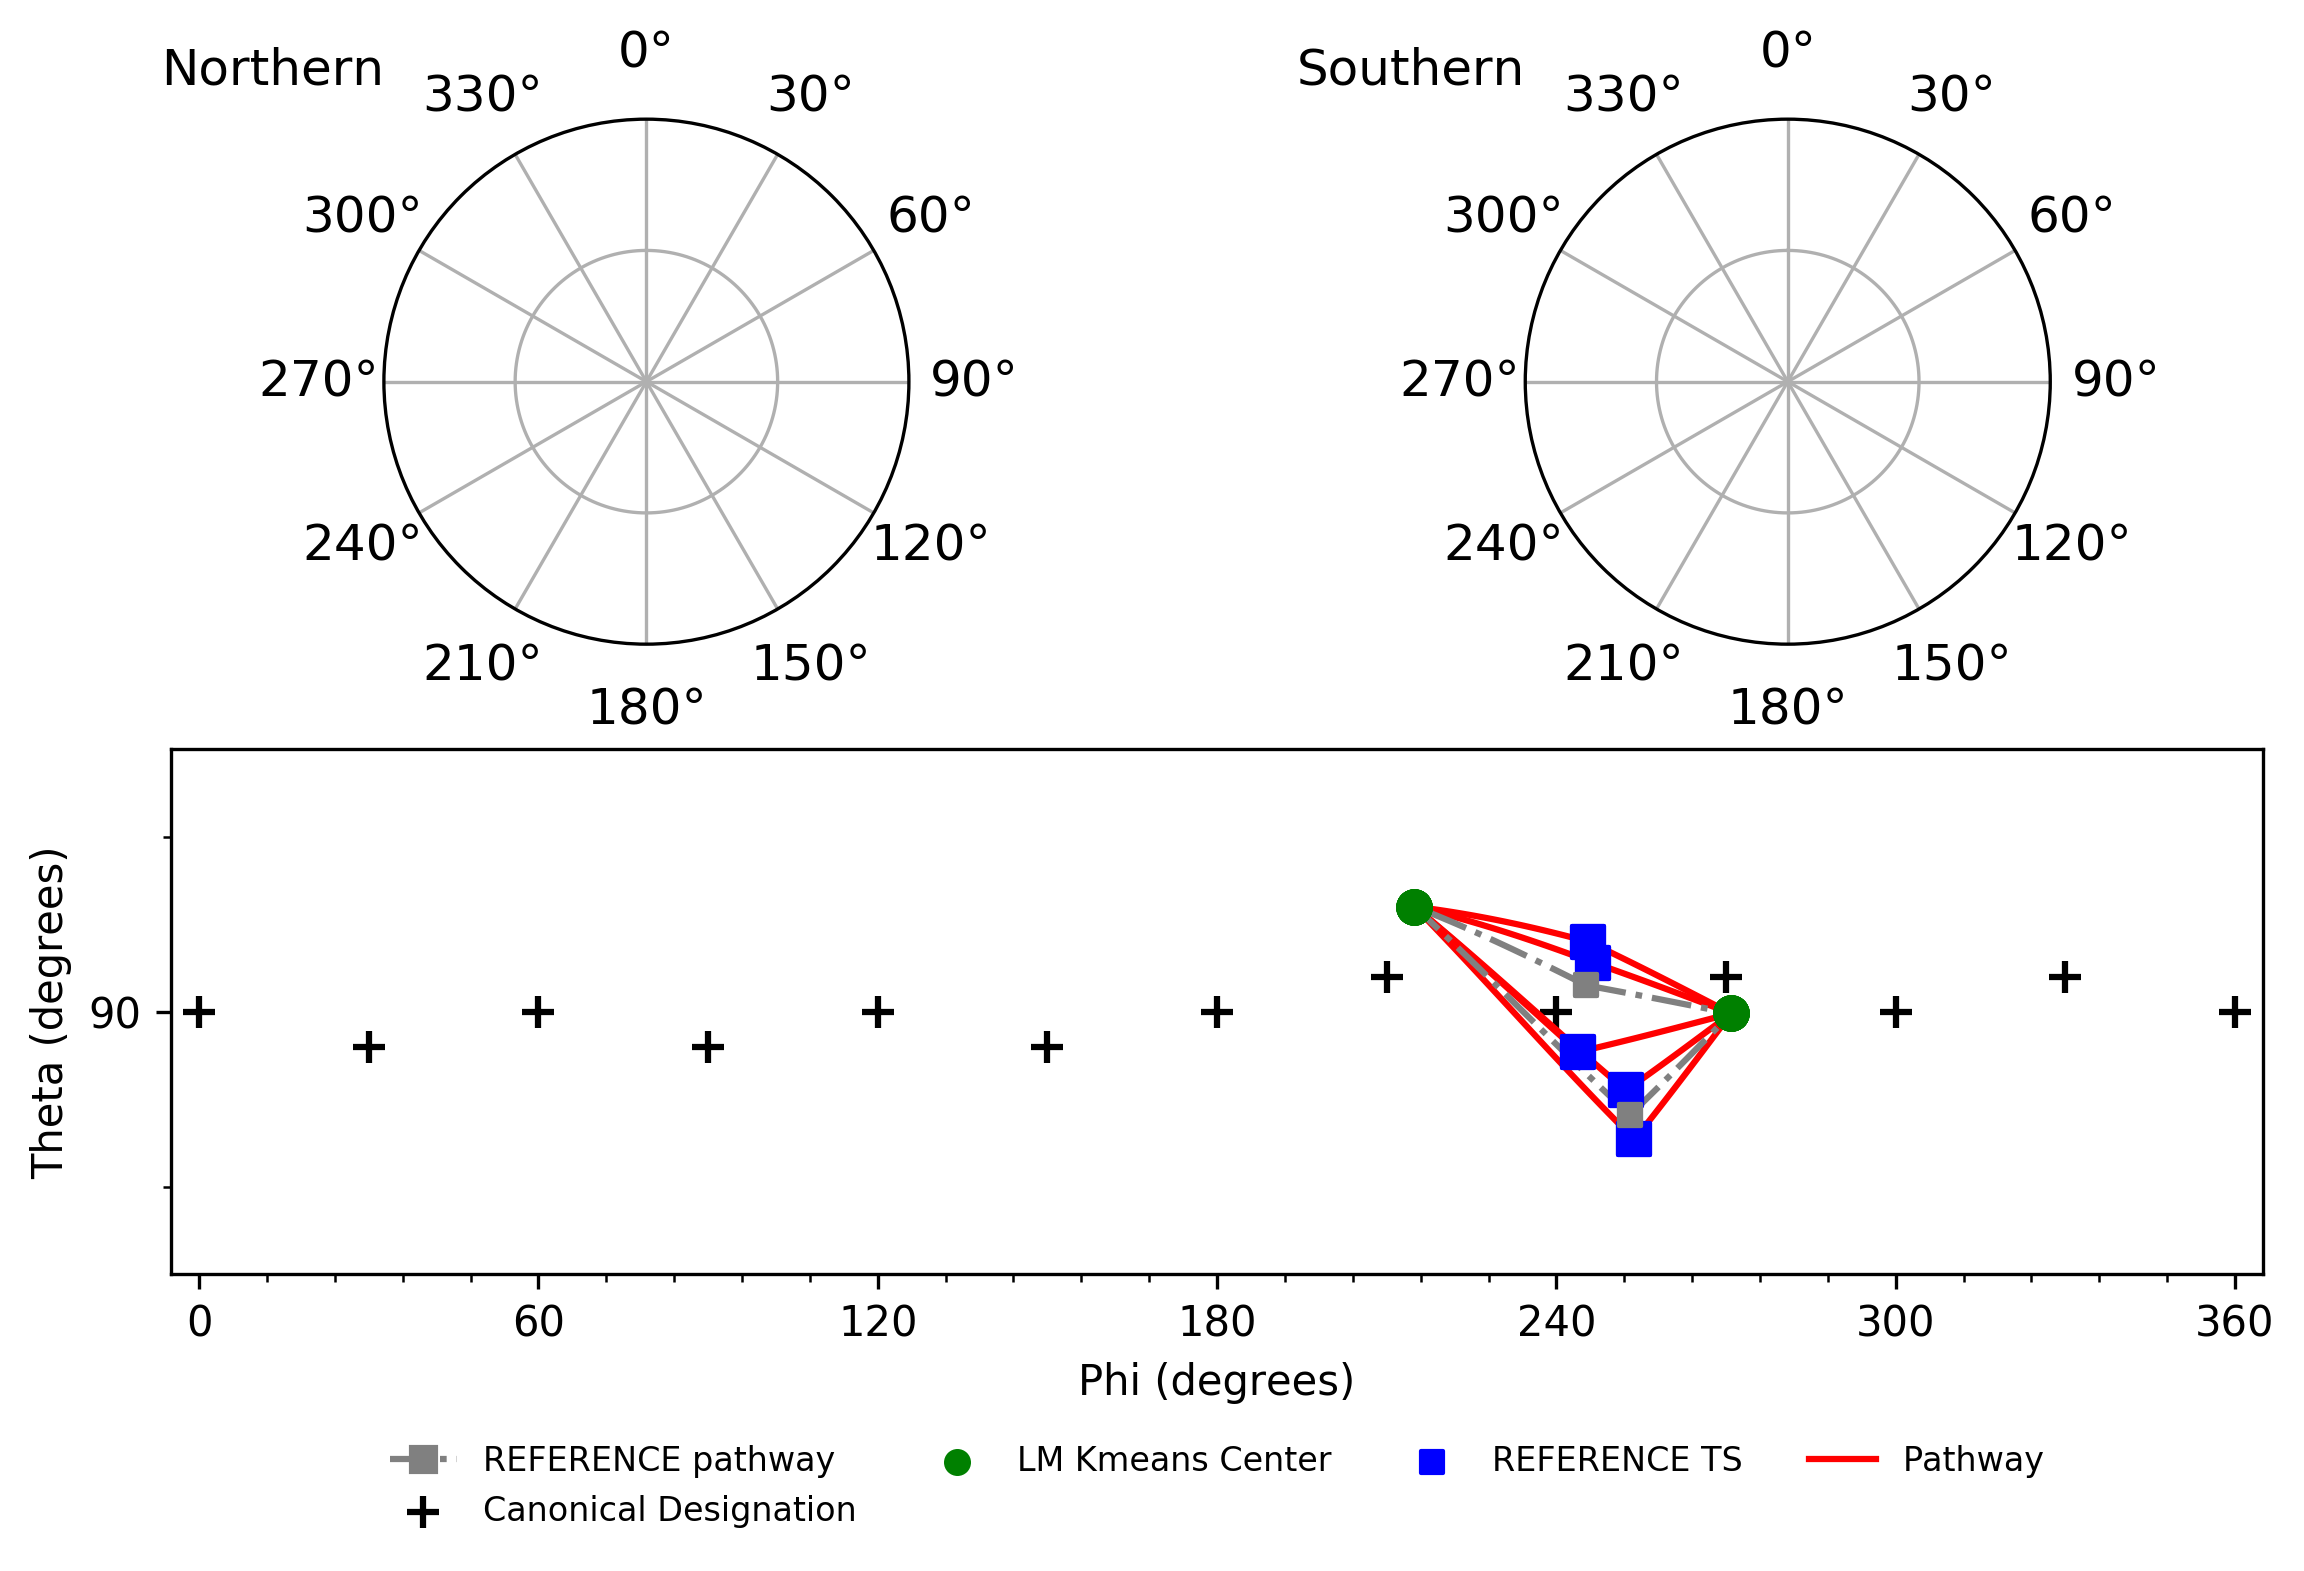 Northern
0°
30°
60°
90°
120°
150°
180°
210°
240°
270°
300°
330°
Southern
0°
30°
60°
90°
120°
150°
180°
210°
240°
270°
300°
330°
Theta (degrees)
90
0 60 120 180 240 300 360
Phi (degrees)
REFERENCE pathway
Canonical Designation
LM Kmeans Center
REFERENCE TS
Pathway